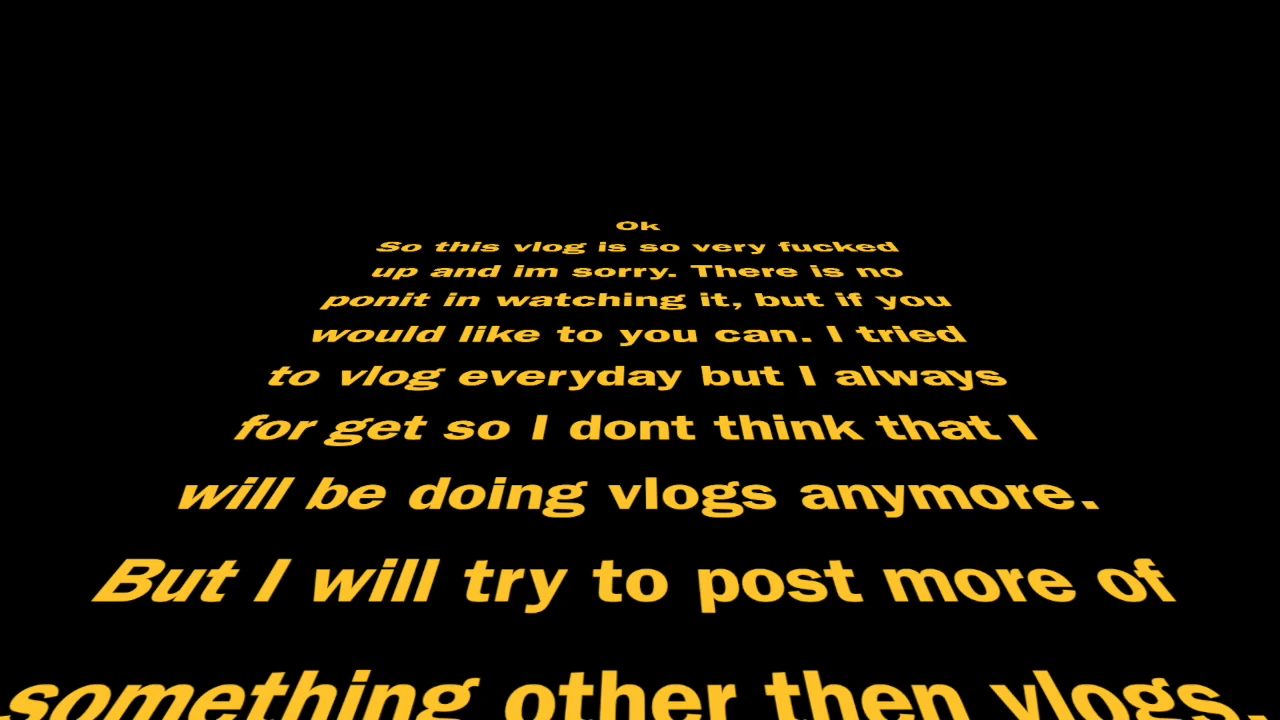 Ok
So this vlog is so very fucked
up and im sorry. There is no
ponit in watching it, but if you
would like to you can. I tried
to vlog everyday but I always
for get so I dont think that I
will be doing vlogs anymore.
But I will try to post more of
something other then vlogs.